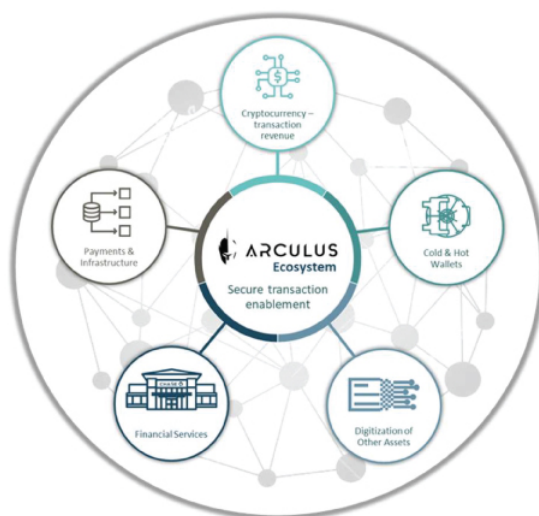 Cryptocurrency –
transaction
revenue
Payments &
Infrastructure
ARCULUS
Ecosystem
Secure transaction
enablement
Cold & Hot
Wallets
CHASE
Financial Services
Digitization of
Other Assets